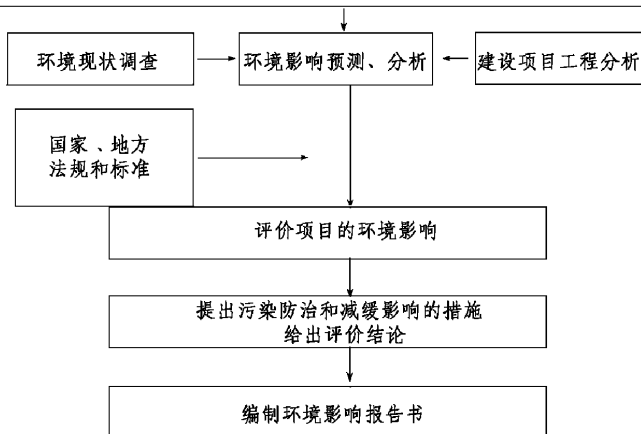 环境现状调查
环境影响预测、分析
建设项目工程分析
国家、地方
法规和标准
评价项目的环境影响
提出污染防治和减缓影响的措施
给出评价结论
编制环境影响报告书